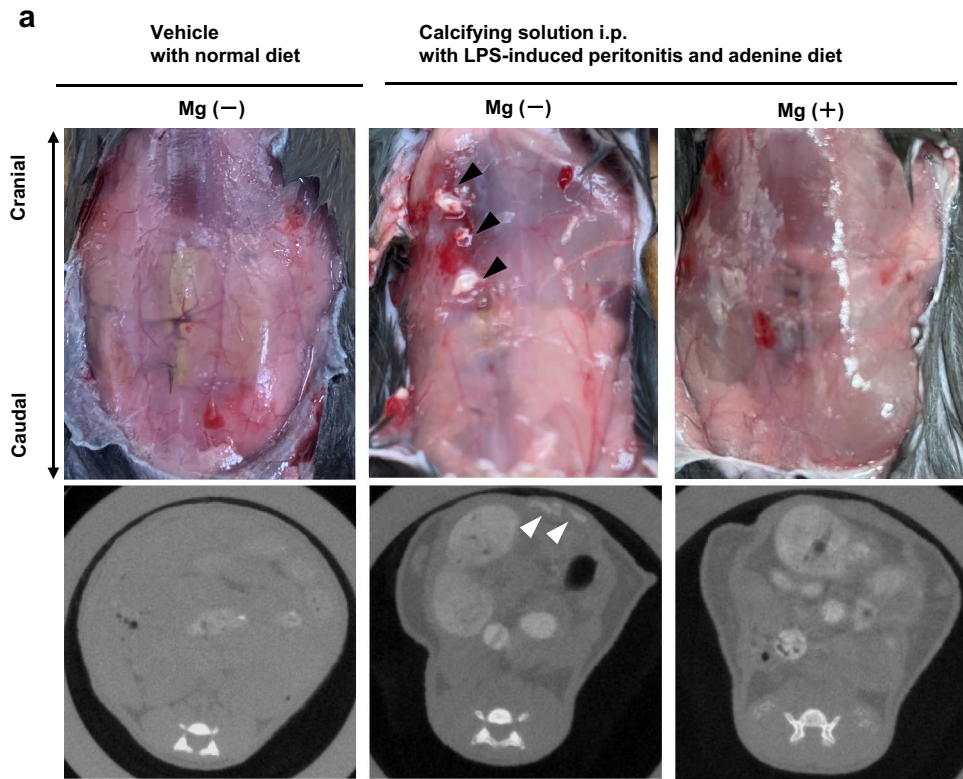 a
Vehicle
with normal diet
Calcifying solution i.p.
with LPS-induced peritonitis and adenine diet
Mg (—)
Mg (—)
Mg (+)
Cranial
Caudal